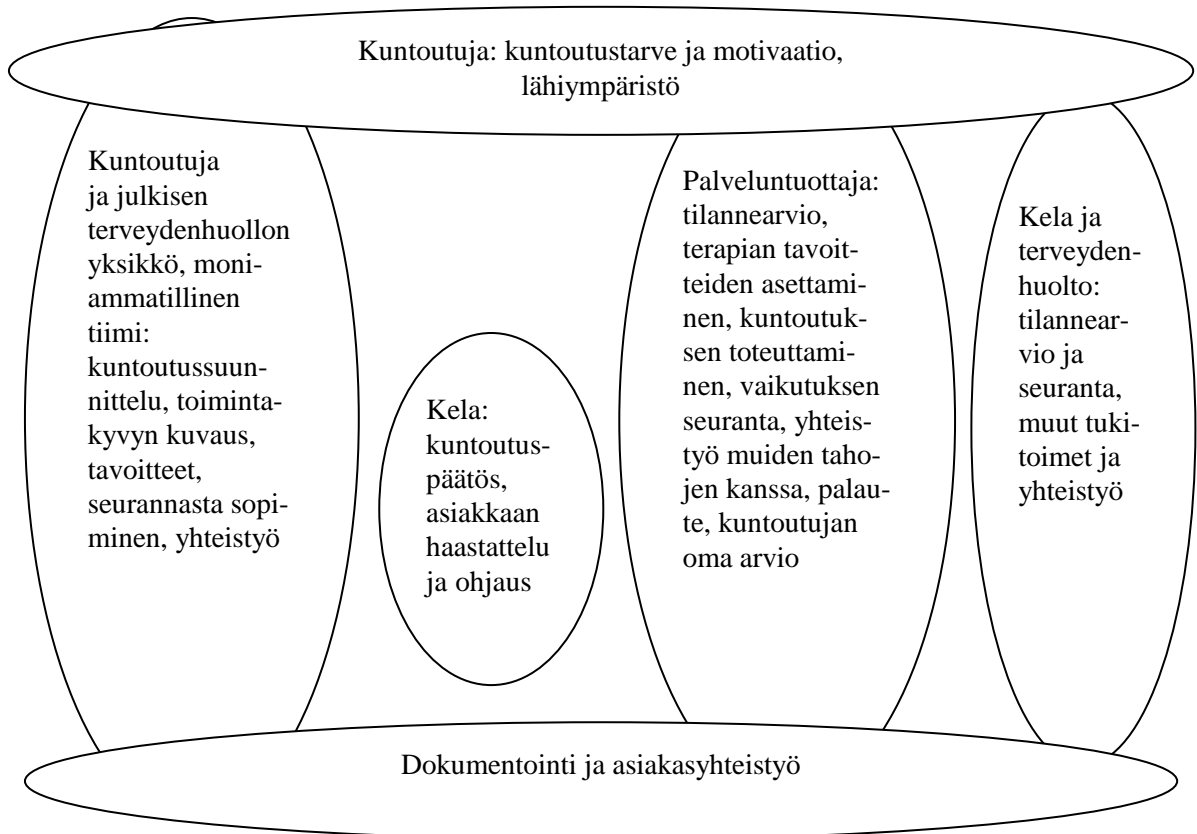 Kuntoutuja: kuntoutustarve ja motivaatio,
lähiympäristö
Kuntoutuja
ja julkisen
terveydenhuollon
yksikkö, moni-
ammatillinen
tiimi:
kuntoutussuun-
nittelu, toiminta-
kyvyn kuvaus,
tavoitteet,
seurannasta sopi-
minen, yhteistyö
Kela:
kuntoutus-
päätös,
asiakkaan
haastattelu
ja ohjaus
Palveluntuottaja:
tilannearvio,
terapian tavoit-
teiden asettami-
nen, kuntoutuk-
sen toteuttami-
nen, vaikutuksen
seuranta, yhteis-
työ muiden taho-
jen kanssa, palau-
te, kuntoutujan
oma arvio
Kela ja
terveyden-
huolto:
tilannear-
vio ja
seuranta,
muut tuki-
toimet ja
yhteistyö
Dokumentointi ja asiakasyhteistyö